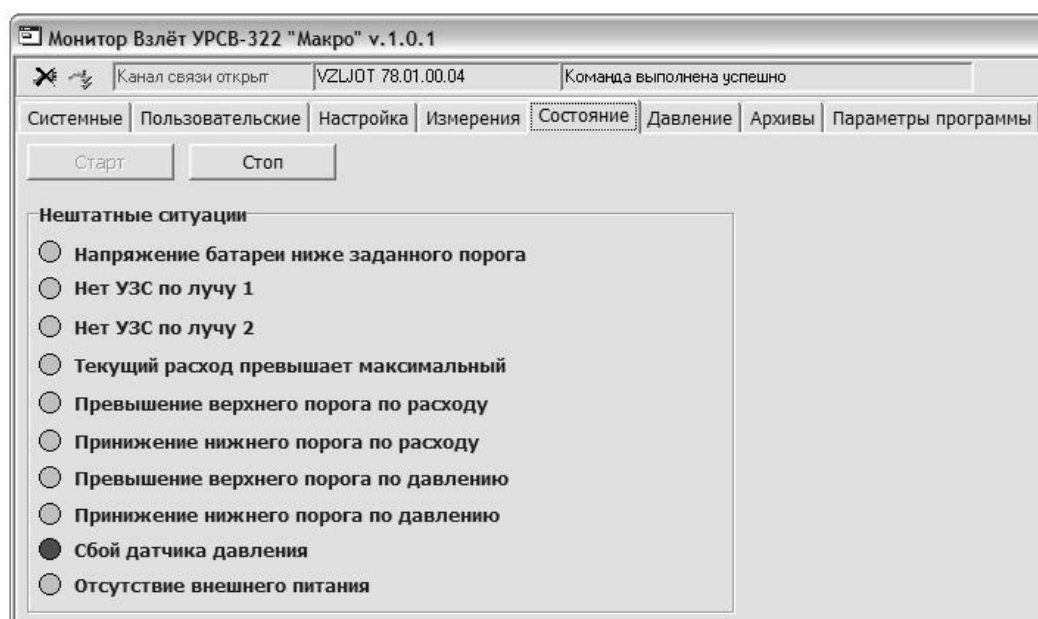 Монитор Взлёт УРСВ-322 "Макро" v.1.0.1
Канал связи открыт VZLJOT 78.01.00.04 Команда выполнена успешно
Системные Пользовательские Настройка Измерения Состояние Давление Архивы Параметры программы
Старт Стоп
Нештатные ситуации
Напряжение батареи ниже заданного порога
Нет УЗС по лучу 1
Нет УЗС по лучу 2
Текущий расход превышает максимальный
Превышение верхнего порога по расходу
Принижение нижнего порога по расходу
Превышение верхнего порога по давлению
Принижение нижнего порога по давлению
Сбой датчика давления
Отсутствие внешнего питания